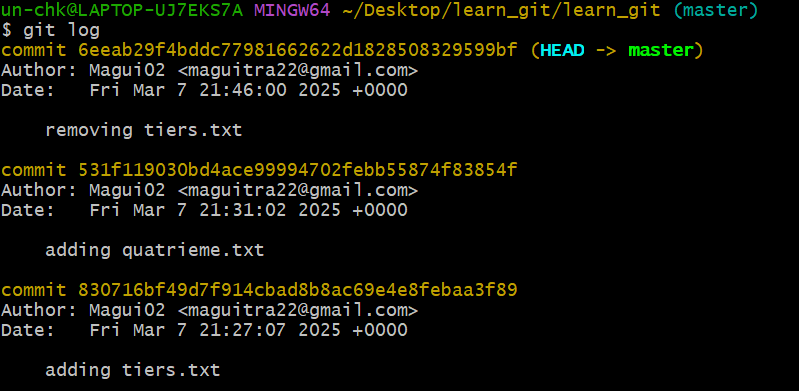 un-chk@LAPTOP-UJ7EKS7A MINGW64 ~/Desktop/learn_git/learn_git (master)
$ git log
commit 6eeab29f4bddc77981662622d1828508329599bf (HEAD -> master)
Author: Magui02 <maguitra22@gmail.com>
Date:   Fri Mar 7 21:46:00 2025 +0000
    removing tiers.txt
commit 531f119030bd4ace99994702febb55874f83854f
Author: Magui02 <maguitra22@gmail.com>
Date:   Fri Mar 7 21:31:02 2025 +0000
    adding quatrieme.txt
commit 830716bf49d7f914cbad8b8ac69e4e8febaa3f89
Author: Magui02 <maguitra22@gmail.com>
Date:   Fri Mar 7 21:27:07 2025 +0000
    adding tiers.txt